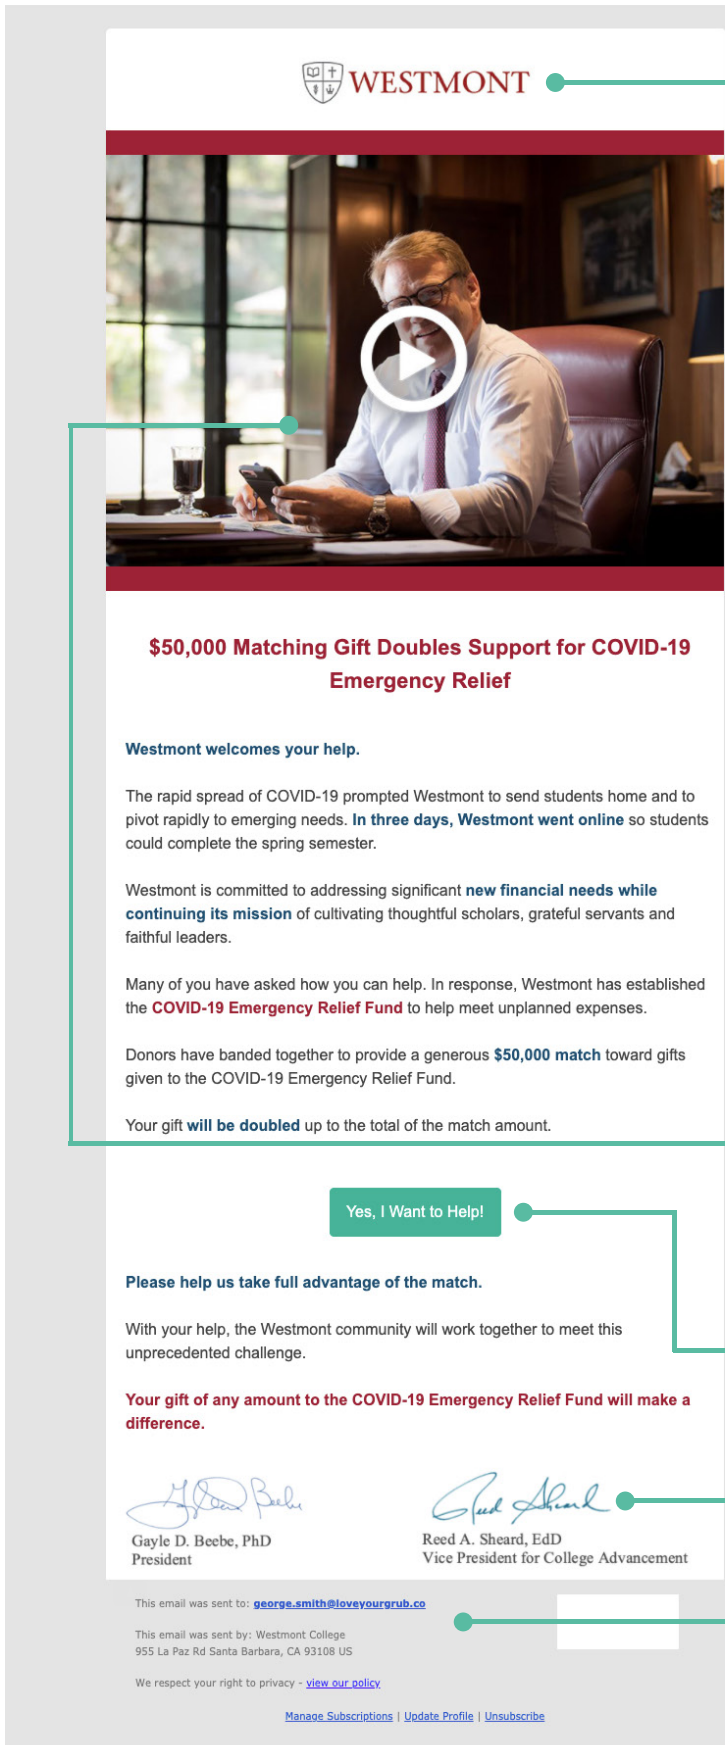 WESTMONT
$50,000 Matching Gift Doubles Support for COVID-19
Emergency Relief
Westmont welcomes your help.
The rapid spread of COVID-19 prompted Westmont to send students home and to
pivot rapidly to emerging needs. In three days, Westmont went online so students
could complete the spring semester.
Westmont is committed to addressing significant new financial needs while
continuing its mission of cultivating thoughtful scholars, grateful servants and
faithful leaders.
Many of you have asked how you can help. In response, Westmont has established
the COVID-19 Emergency Relief Fund to help meet unplanned expenses.
Donors have banded together to provide a generous $50,000 match toward gifts
given to the COVID-19 Emergency Relief Fund.
Your gift will be doubled up to the total of the match amount.
Yes, I Want to Help!
Please help us take full advantage of the match.
With your help, the Westmont community will work together to meet this
unprecedented challenge.
Your gift of any amount to the COVID-19 Emergency Relief Fund will make a
difference.
Gayle D. Beebe Reed Sheard
Gayle D. Beebe, PhD Reed A. Sheard, EdD
President Vice President for College Advancement
This email was sent to: george.smith@loveyourgrub.co
This email was sent by: Westmont College
955 La Paz Rd Santa Barbara, CA 93108 US
We respect your right to privacy - view our policy
Manage Subscriptions | Update Profile | Unsubscribe